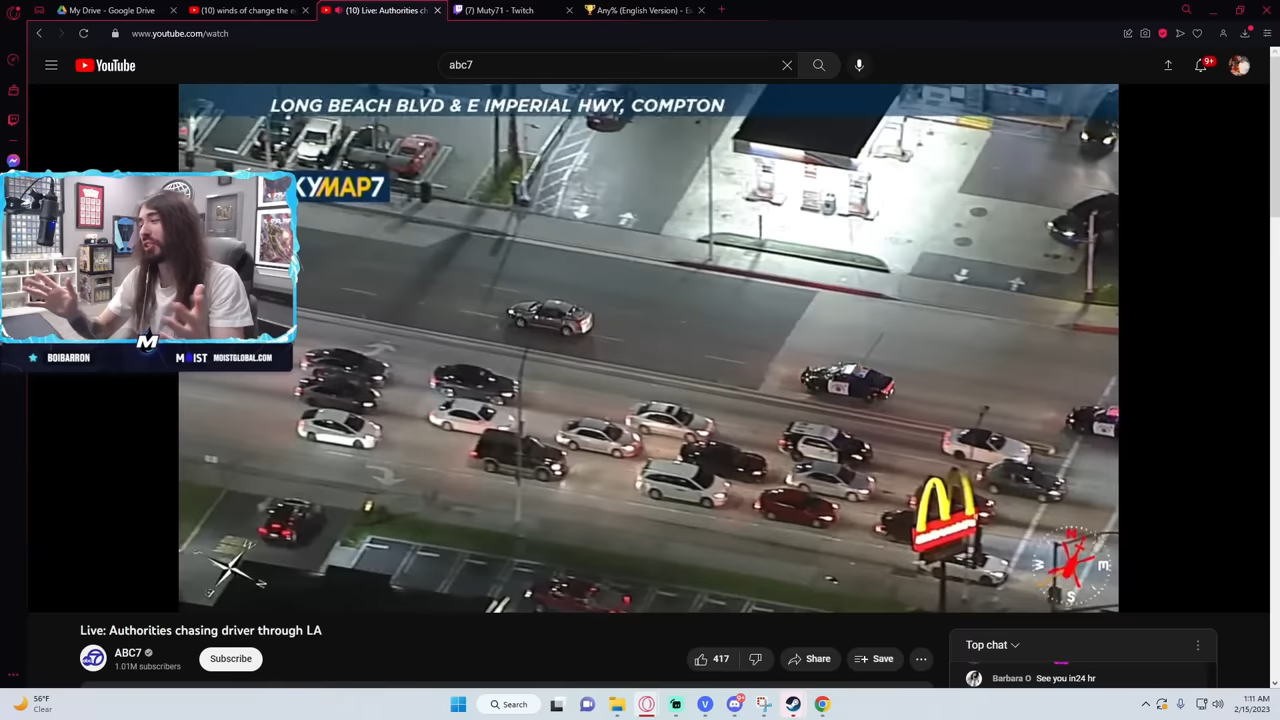 My Drive - Google Drive
(10) winds of change the e
(10) Live: Authorities c
(7) Muty71 - Twitch
Any% (English Version) - E
www.youtube.com/watch
YouTube
abc7
9+
LONG BEACH BLVD & E IMPERIAL HWY, COMPTON
XYMAP7
BOIBARRON
M
MOIST
MOISTGLOBAL.COM
N
W
E
S
Live: Authorities chasing driver through LA
ABC7
1.01M subscribers
Subscribe
417
Share
Save
Top chat
Barbara O See you in24 hr
56°F
Clear
Search
1:11 AM
2/15/2023